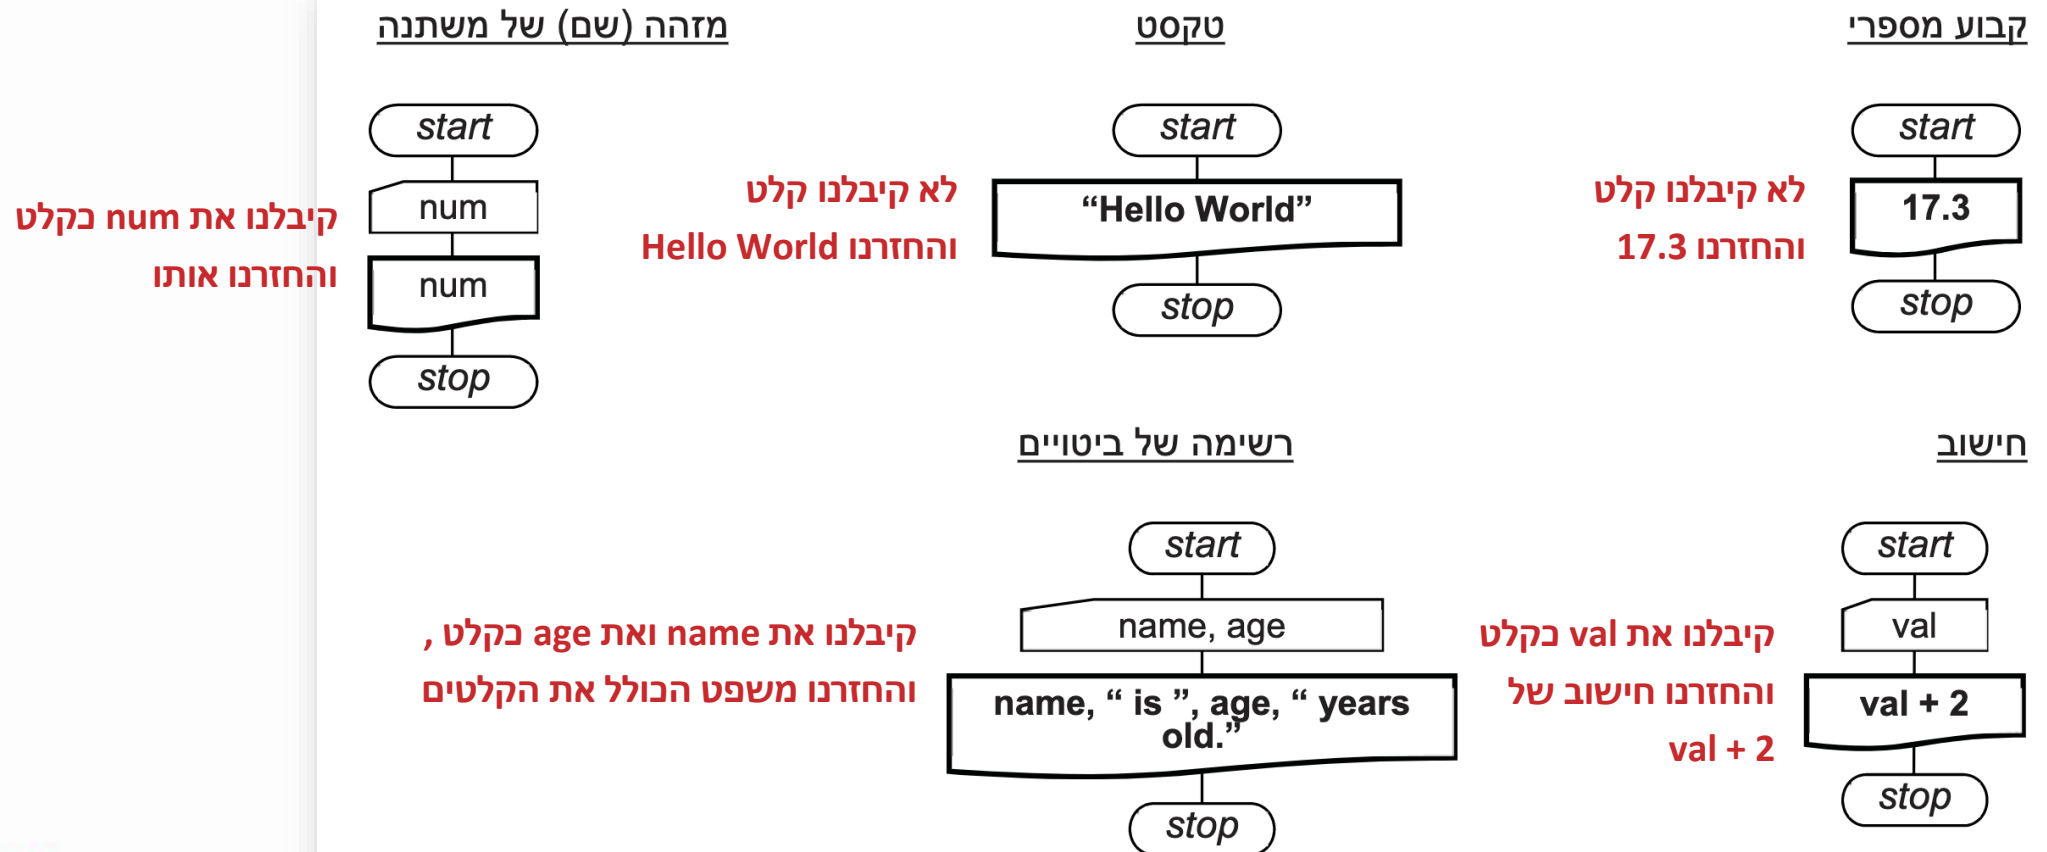 קבוע מספרי
start
17.3
stop
לא קיבלנו קלט
והחזרנו 17.3
טקסט
start
“Hello World”
stop
לא קיבלנו קלט
והחזרנו Hello World
מזהה (שם) של משתנה
start
num
num
stop
קיבלנו את num כקלט
והחזרנו אותו
חישוב
start
val
val + 2
stop
קיבלנו את val כקלט
והחזרנו חישוב של
val + 2
רשימה של ביטויים
start
name, age
name, “ is ”, age, “ years
old.”
stop
קיבלנו את name ואת age כקלט ,
והחזרנו משפט הכולל את הקלטים